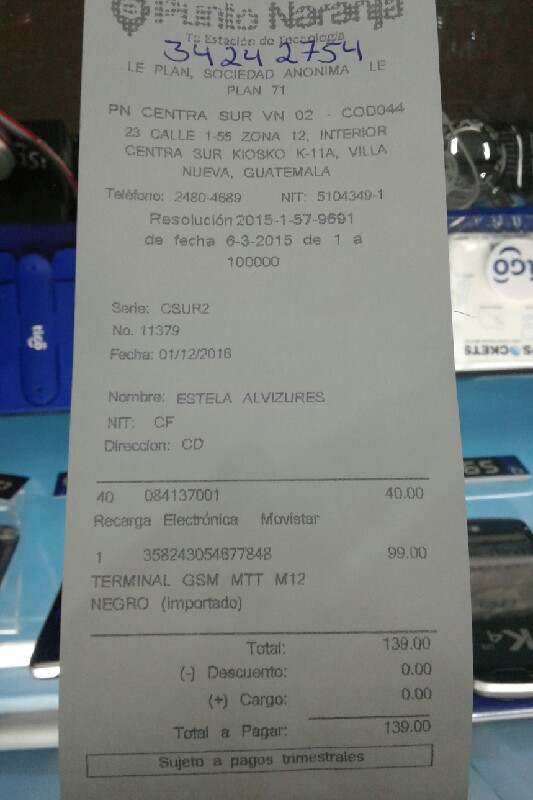 Punto Naranja
Tu Estación de Tecnología
34242754
LE PLAN, SOCIEDAD ANONIMA LE
PLAN 71
PN CENTRA SUR VN 02 - COD044
23 CALLE 1-55 ZONA 12, INTERIOR
CENTRA SUR KIOSKO K-11A, VILLA
NUEVA, GUATEMALA
Teléfono: 2480-4689 NIT: 5104349-1
Resolución 2015-1-57-9691
de fecha 6-3-2015 de 1 a
100000
Serie: CSUR2
No. 11379
Fecha: 01/12/2016
Nombre: ESTELA ALVIZURES
NIT: CF
Direccion: CD
40 084137001 40.00
Recarga Electrónica Movistar
1 358243054677848 99.00
TERMINAL GSM MTT M12
NEGRO (importado)
Total: 139.00
(-) Descuento: 0.00
(+) Cargo: 0.00
Total a Pagar: 139.00
Sujeto a pagos trimestrales
tigo
K4